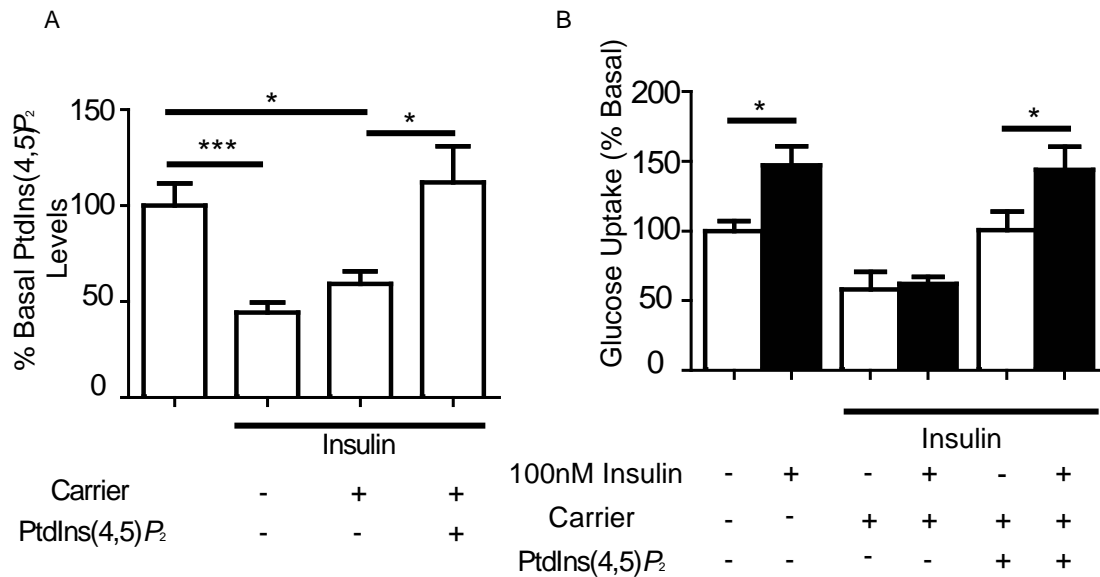 A
% Basal PtdIns(4,5)P₂
Levels
150
100
50
0
*
***
*
Insulin
Carrier - + +
PtdIns(4,5)P₂ - - +
B
Glucose Uptake (% Basal)
200
150
100
50
0
*
*
Insulin
100nM Insulin - + - + - +
Carrier - - + + + +
PtdIns(4,5)P₂ - - - - + +